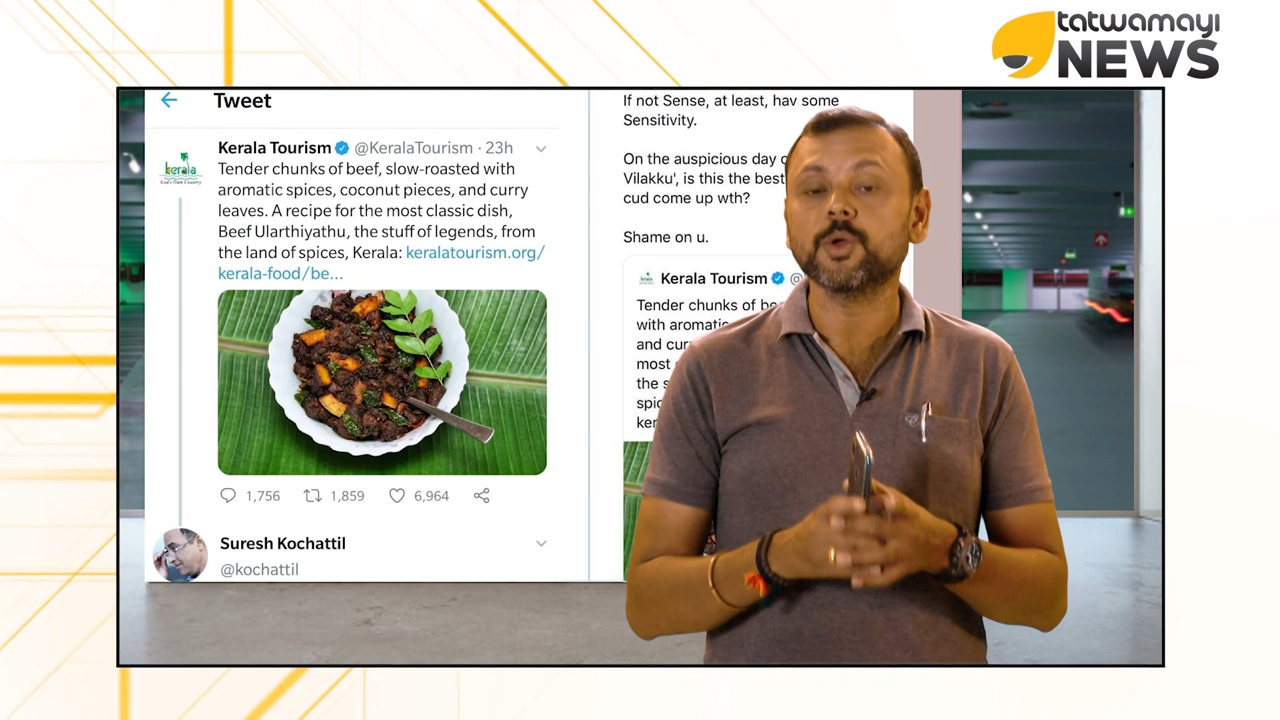 tatwamayi
NEWS
Tweet
Kerala Tourism @KeralaTourism · 23h
Tender chunks of beef, slow-roasted with
aromatic spices, coconut pieces, and curry
leaves. A recipe for the most classic dish,
Beef Ularthiyathu, the stuff of legends, from
the land of spices, Kerala: keralatourism.org/
kerala-food/be...
kerala
God's Own Country
1,756 1,859 6,964
Suresh Kochattil
@kochattil
If not Sense, at least, hav some
Sensitivity.
On the auspicious day
Vilakku', is this the best
cud come up wth?
Shame on u.
Kerala Tourism @
Tender chunks of
with aromatic
and
most
the